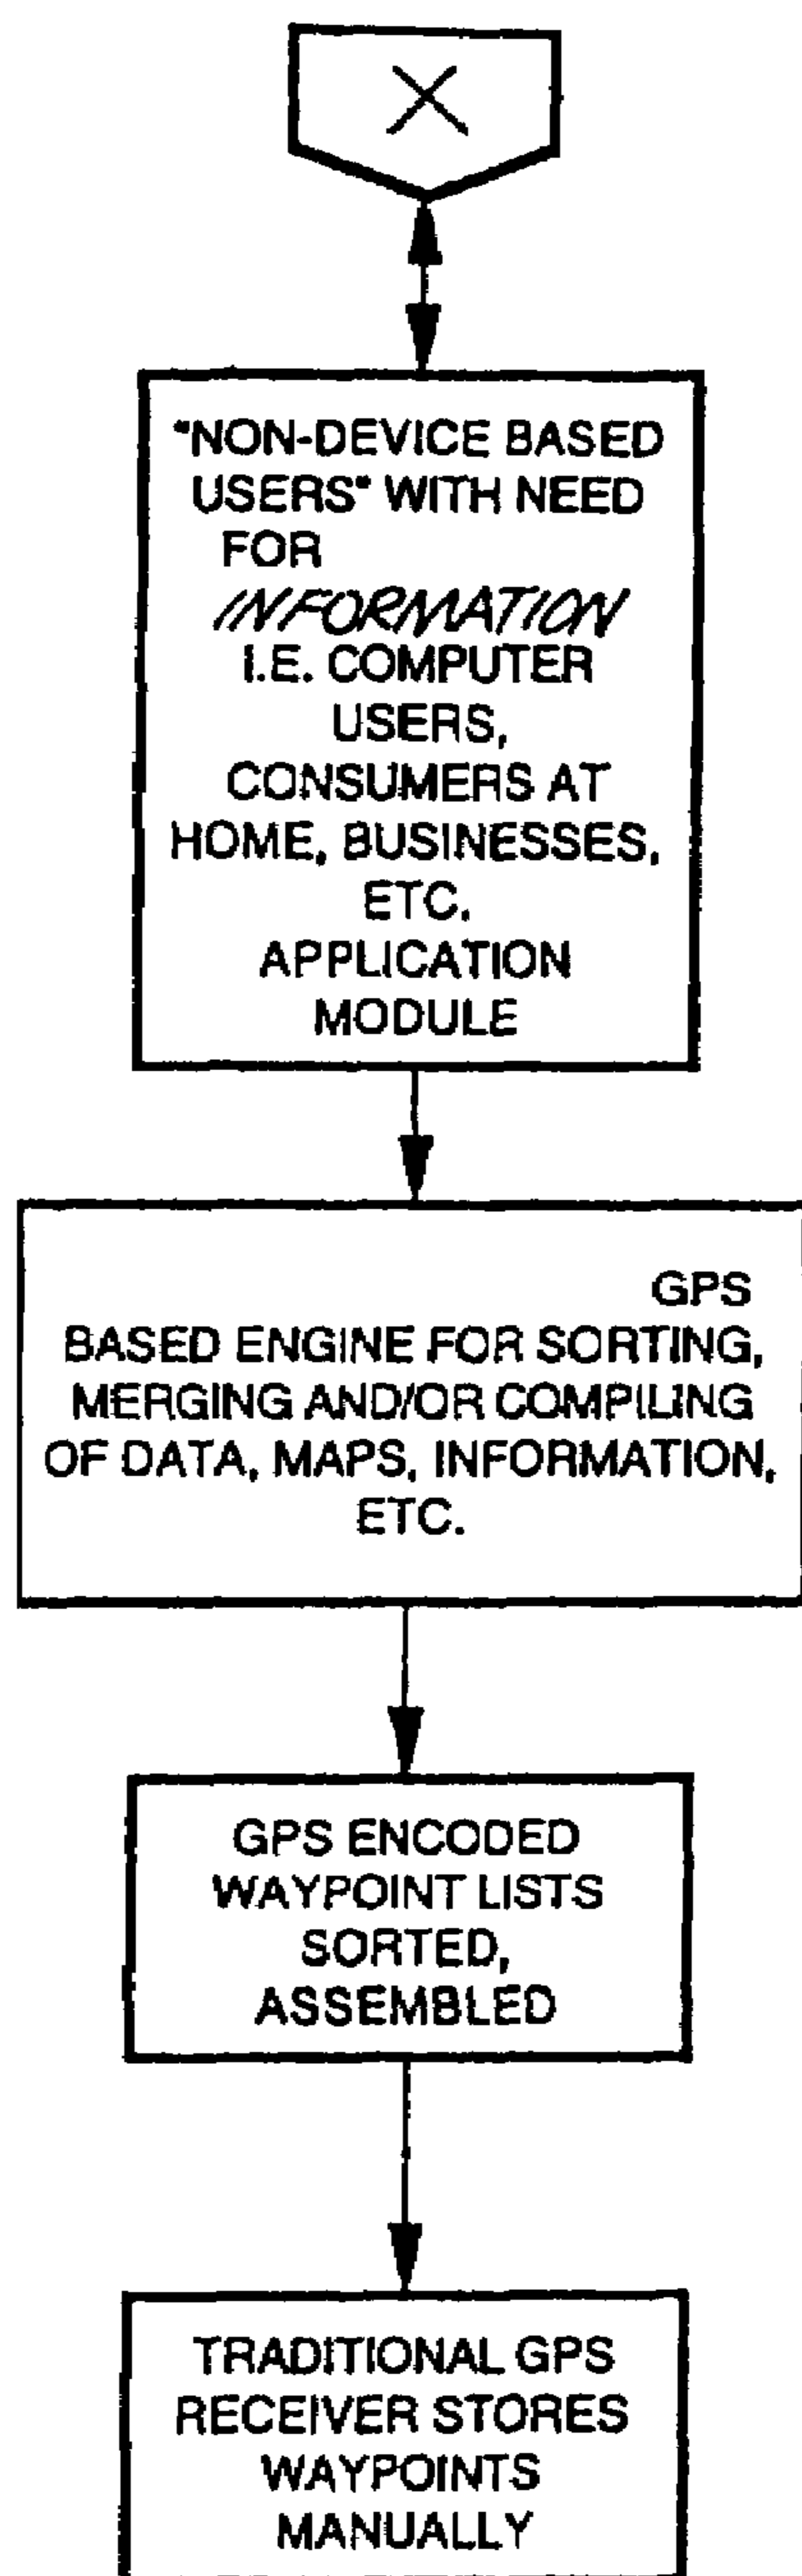 X
"NON-DEVICE BASED
USERS" WITH NEED
FOR
INFORMATION
I.E. COMPUTER
USERS,
CONSUMERS AT
HOME, BUSINESSES,
ETC.
APPLICATION
MODULE
GPS
BASED ENGINE FOR SORTING,
MERGING AND/OR COMPILING
OF DATA, MAPS, INFORMATION,
ETC.
GPS ENCODED
WAYPOINT LISTS
SORTED,
ASSEMBLED
TRADITIONAL GPS
RECEIVER STORES
WAYPOINTS
MANUALLY